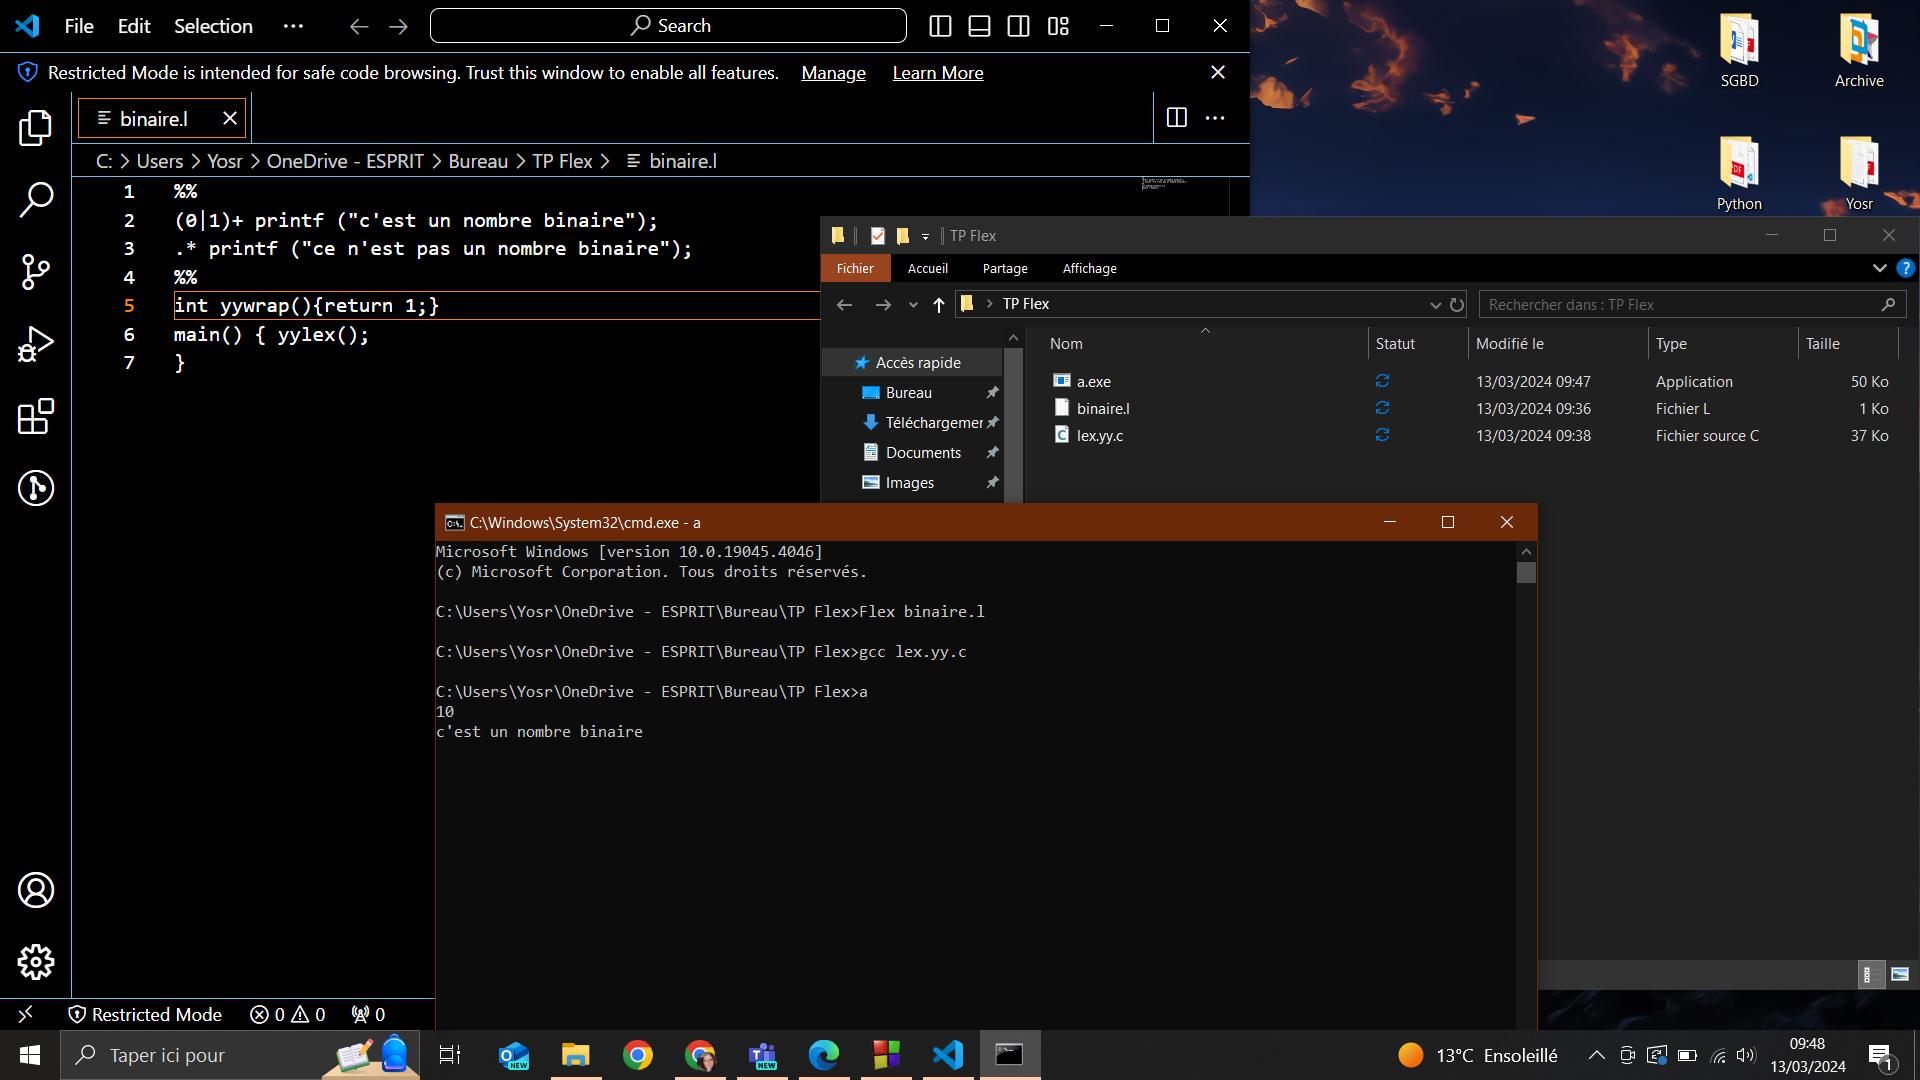 File Edit Selection ··· Search
Restricted Mode is intended for safe code browsing. Trust this window to enable all features. Manage Learn More
binaire.l
C: > Users > Yosr > OneDrive - ESPRIT > Bureau > TP Flex > binaire.l
1 %%
2 (0|1)+ printf ("c'est un nombre binaire");
3 .* printf ("ce n'est pas un nombre binaire");
4 %%
5 int yywrap(){return 1;}
6 main() { yylex();
7 }
Restricted Mode 0 0 0
SGBD
Archive
Python
Yosr
TP Flex
Fichier Accueil Partage Affichage
TP Flex
Rechercher dans : TP Flex
Nom Statut Modifié le Type Taille
Accès rapide
Bureau
Téléchargemer
Documents
Images
a.exe 13/03/2024 09:47 Application 50 Ko
binaire.l 13/03/2024 09:36 Fichier L 1 Ko
lex.yy.c 13/03/2024 09:38 Fichier source C 37 Ko
C:\Windows\System32\cmd.exe - a
Microsoft Windows [version 10.0.19045.4046]
(c) Microsoft Corporation. Tous droits réservés.
C:\Users\Yosr\OneDrive - ESPRIT\Bureau\TP Flex>Flex binaire.l
C:\Users\Yosr\OneDrive - ESPRIT\Bureau\TP Flex>gcc lex.yy.c
C:\Users\Yosr\OneDrive - ESPRIT\Bureau\TP Flex>a
10
c'est un nombre binaire
Taper ici pour
NEW
NEW
13°C Ensoleillé
09:48
13/03/2024
1